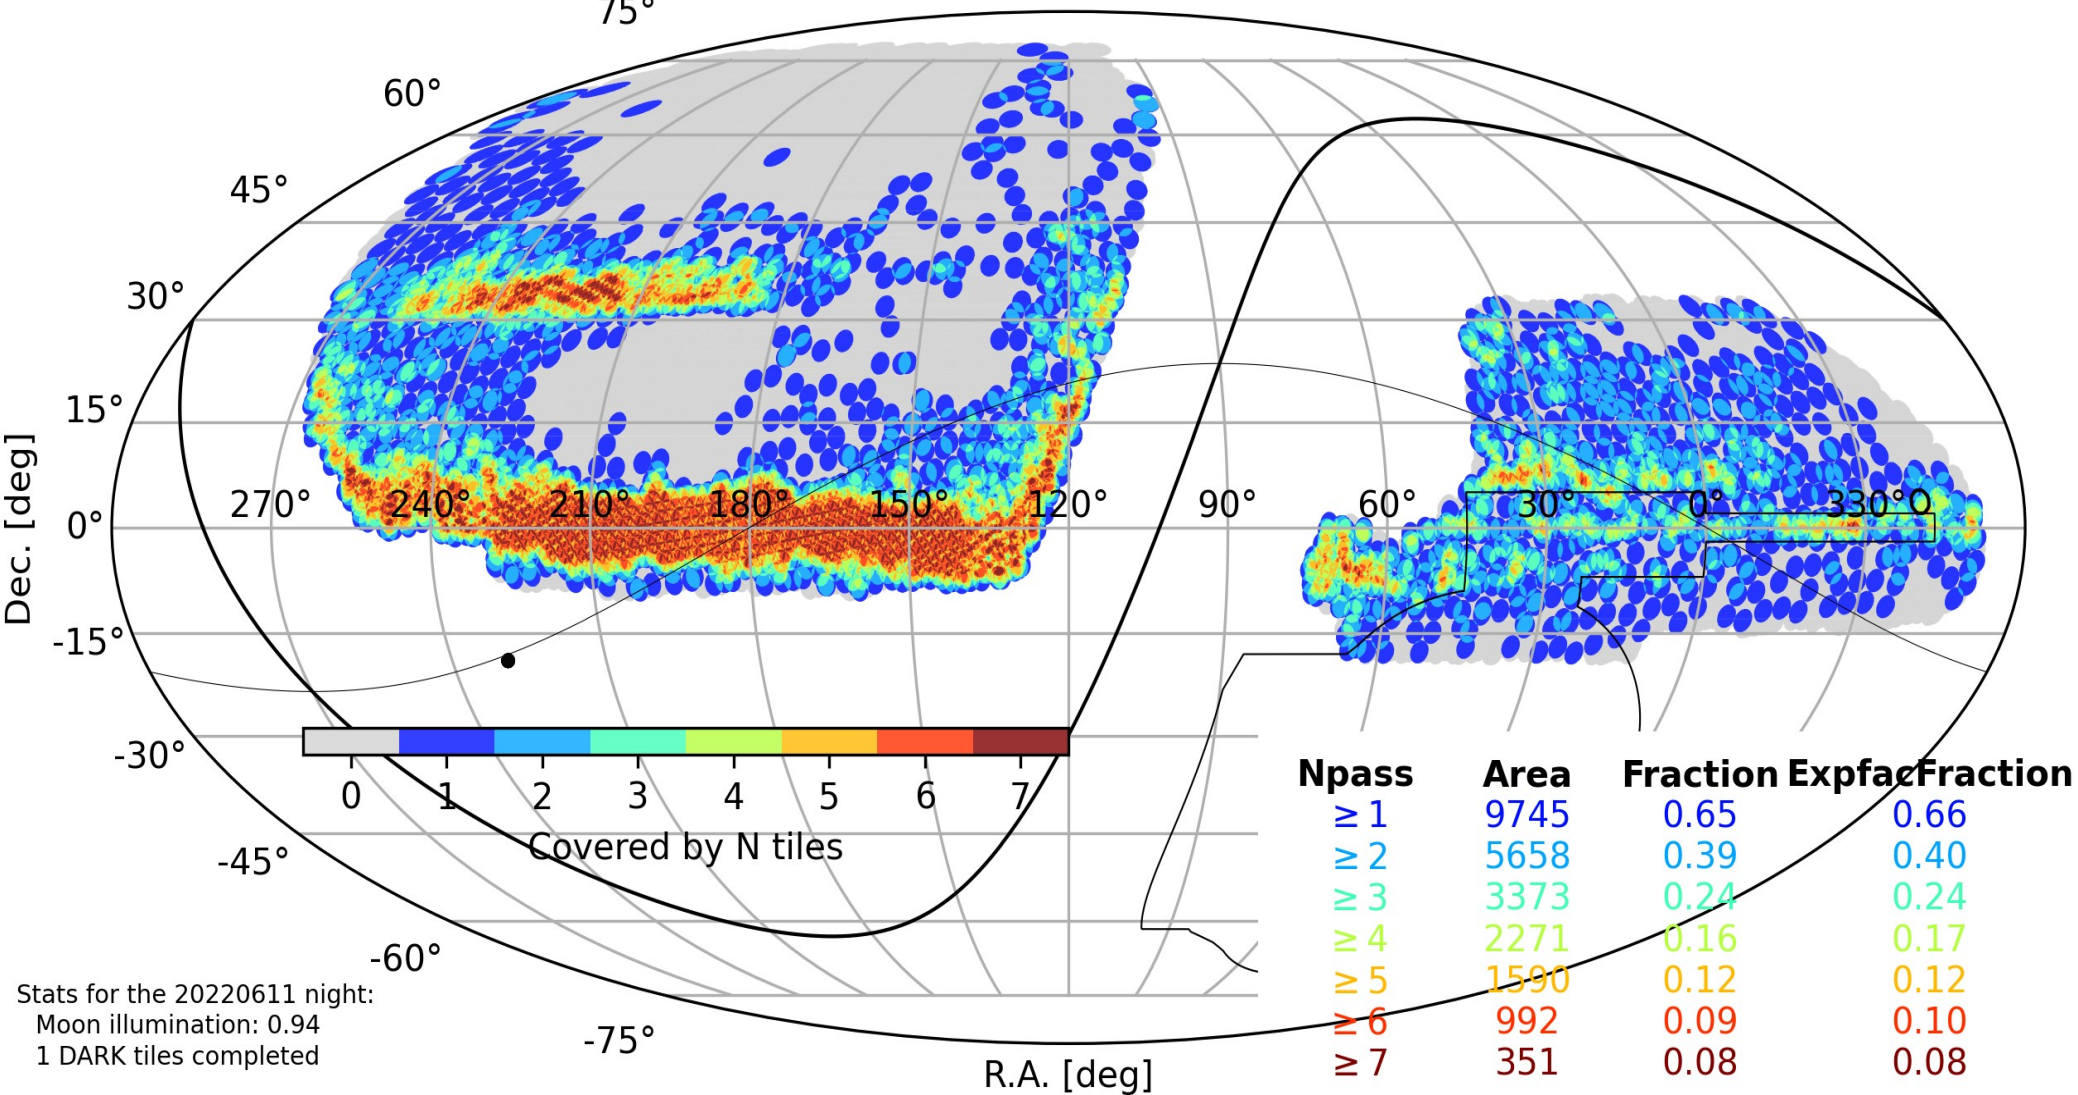 75°
60°
45°
30°
15°
0°
-15°
-30°
-45°
-60°
-75°
Dec. [deg]
270° 240° 210° 180° 150° 120° 90° 60° 30° 0° 330°
R.A. [deg]
0 1 2 3 4 5 6 7
Covered by N tiles
Npass Area Fraction ExpfacFraction
≥ 1 9745 0.65 0.66
≥ 2 5658 0.39 0.40
≥ 3 3373 0.24 0.24
≥ 4 2271 0.16 0.17
≥ 5 1590 0.12 0.12
≥ 6 992 0.09 0.10
≥ 7 351 0.08 0.08
Stats for the 20220611 night:
Moon illumination: 0.94
1 DARK tiles completed